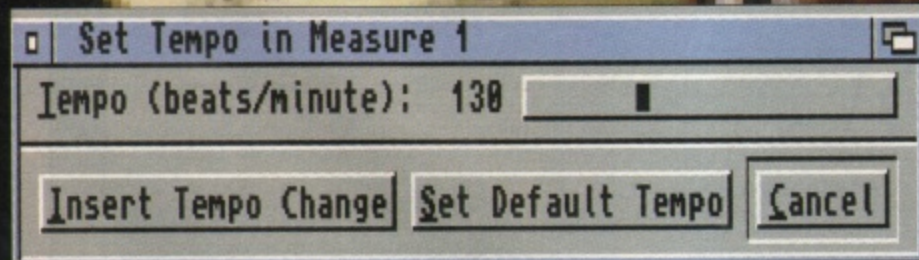 Set Tempo in Measure 1
Tempo (beats/minute): 130
Insert Tempo Change Set Default Tempo Cancel